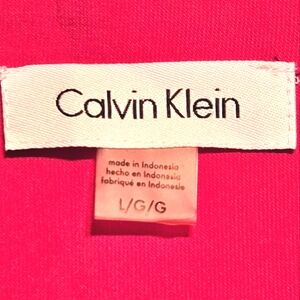 Calvin Klein
made in Indonesia
hecho en Indonesia
fabriqué en Indonésie
L/G/G